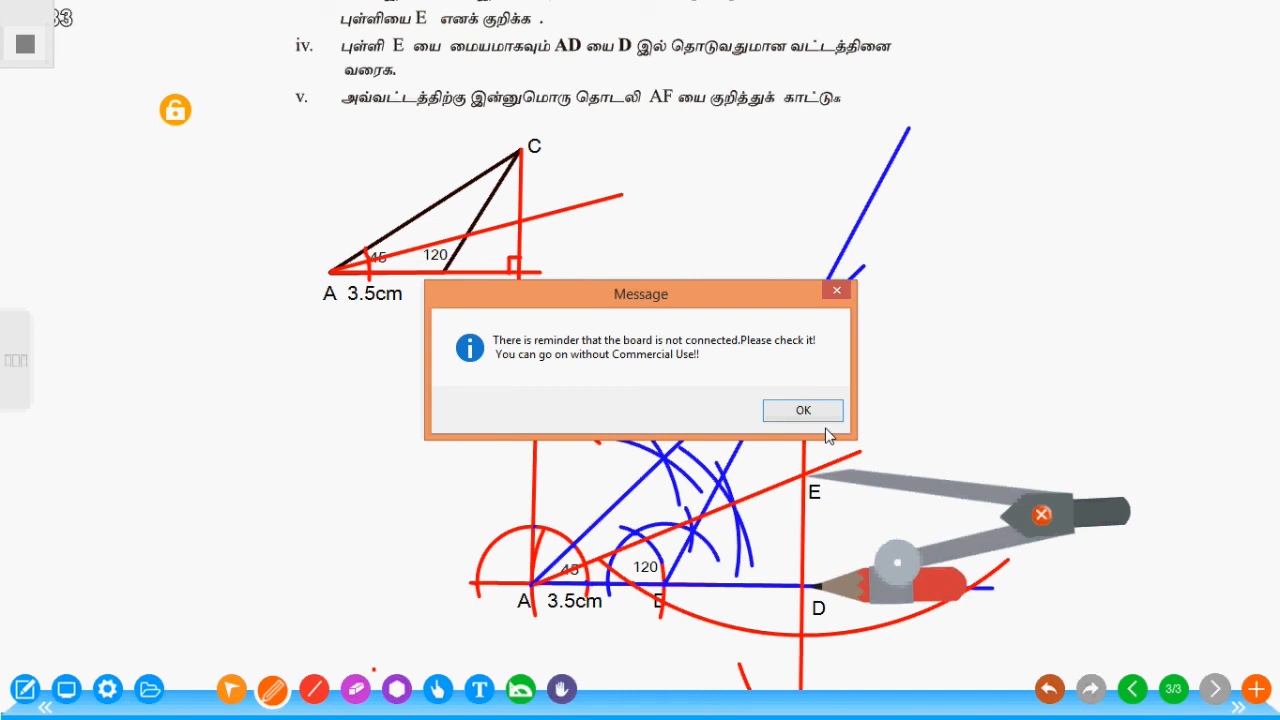 33
புள்ளியை E எனக் குறிக்க .
iv. புள்ளி E யை மையமாகவும் AD யை D இல் தொடுவதுமான வட்டத்தினை
வரைக.
v. அவ்வட்டத்திற்கு இன்னுமொரு தொடலி AF யை குறித்துக் காட்டுக
C
45
120
A 3.5cm
Message
There is reminder that the board is not connected.Please check it!
You can go on without Commercial Use!!
OK
E
45
120
A 3.5cm B
D
T
3/3